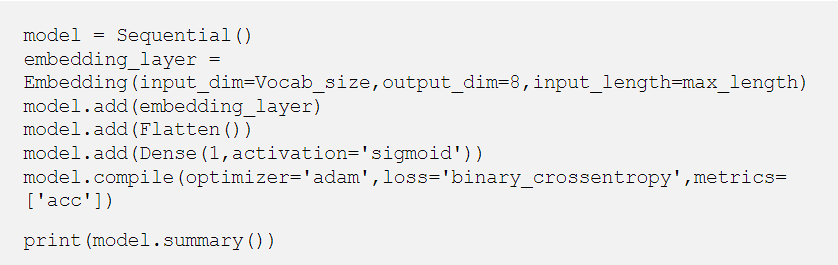 model = Sequential()
embedding_layer =
Embedding(input_dim=Vocab_size,output_dim=8,input_length=max_length)
model.add(embedding_layer)
model.add(Flatten())
model.add(Dense(1,activation='sigmoid'))
model.compile(optimizer='adam',loss='binary_crossentropy',metrics=
['acc'])
print(model.summary())